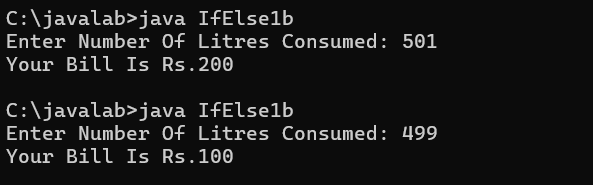 C:\javalab>java IfElse1b
Enter Number Of Litres Consumed: 501
Your Bill Is Rs.200
C:\javalab>java IfElse1b
Enter Number Of Litres Consumed: 499
Your Bill Is Rs.100